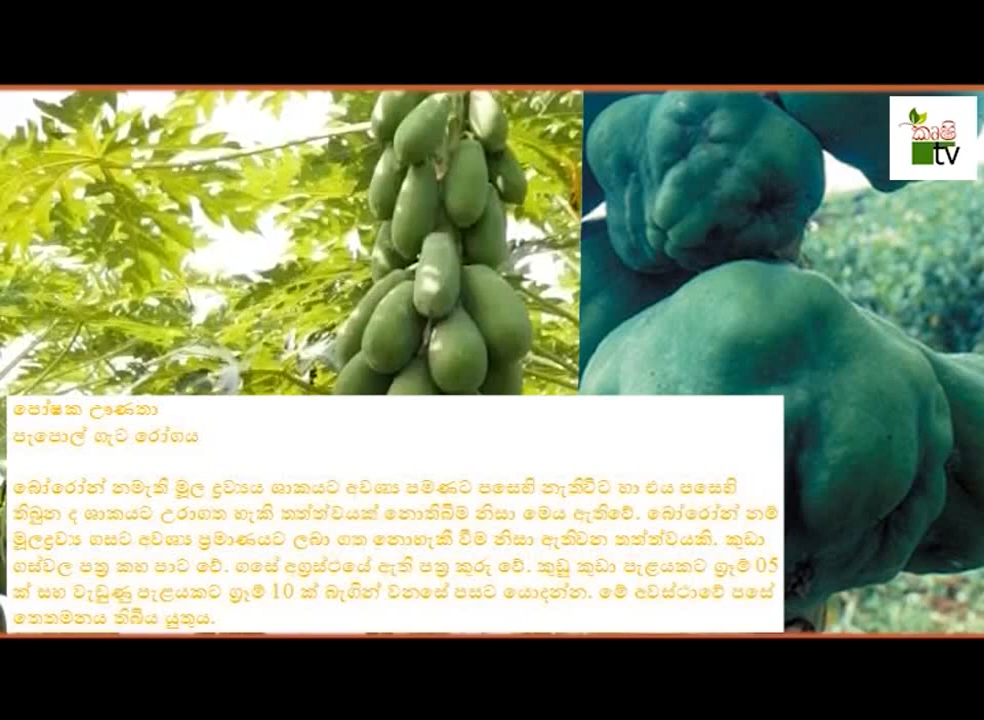 කෘෂි
tv
පෝෂක ඌණතා
පැපොල් ගැට රෝගය
බෝරෝන් නමැති මූල ද්‍රව්‍යය ශාකයට අවශ්‍ය පමණට පසෙහි නැතිවිට හා එය පසෙහි
තිබුන ද ශාකයට උරාගත හැකි තත්ත්වයක් නොතිබීම නිසා මෙය ඇතිවේ. බෝරෝන් නම්
මූලද්‍රව්‍ය ගසට අවශ්‍ය ප්‍රමාණයට ලබා ගත නොහැකි වීම නිසා ඇතිවන තත්ත්වයකි. කුඩා
ගස්වල පත්‍ර කහ පාට වේ. ගසේ අග්‍රස්ථයේ ඇති පත්‍ර කුරු වේ. කුඩු කුඩා පැළයකට ග්‍රෑම් 05
ක් සහ වැඩුණු පැළයකට ග්‍රෑම් 10 ක් බැගින් වනසේ පසට යොදන්න. මේ අවස්ථාවේ පසේ
තෙතමනය තිබිය යුතුය.